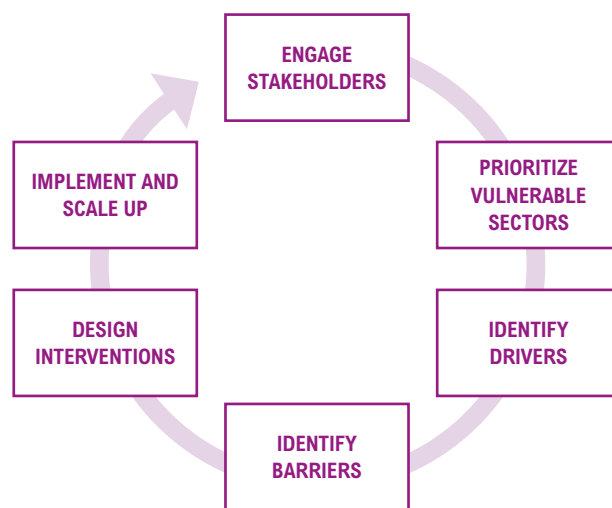 ENGAGE
STAKEHOLDERS
PRIORITIZE
VULNERABLE
SECTORS
IDENTIFY
DRIVERS
IDENTIFY
BARRIERS
DESIGN
INTERVENTIONS
IMPLEMENT AND
SCALE UP